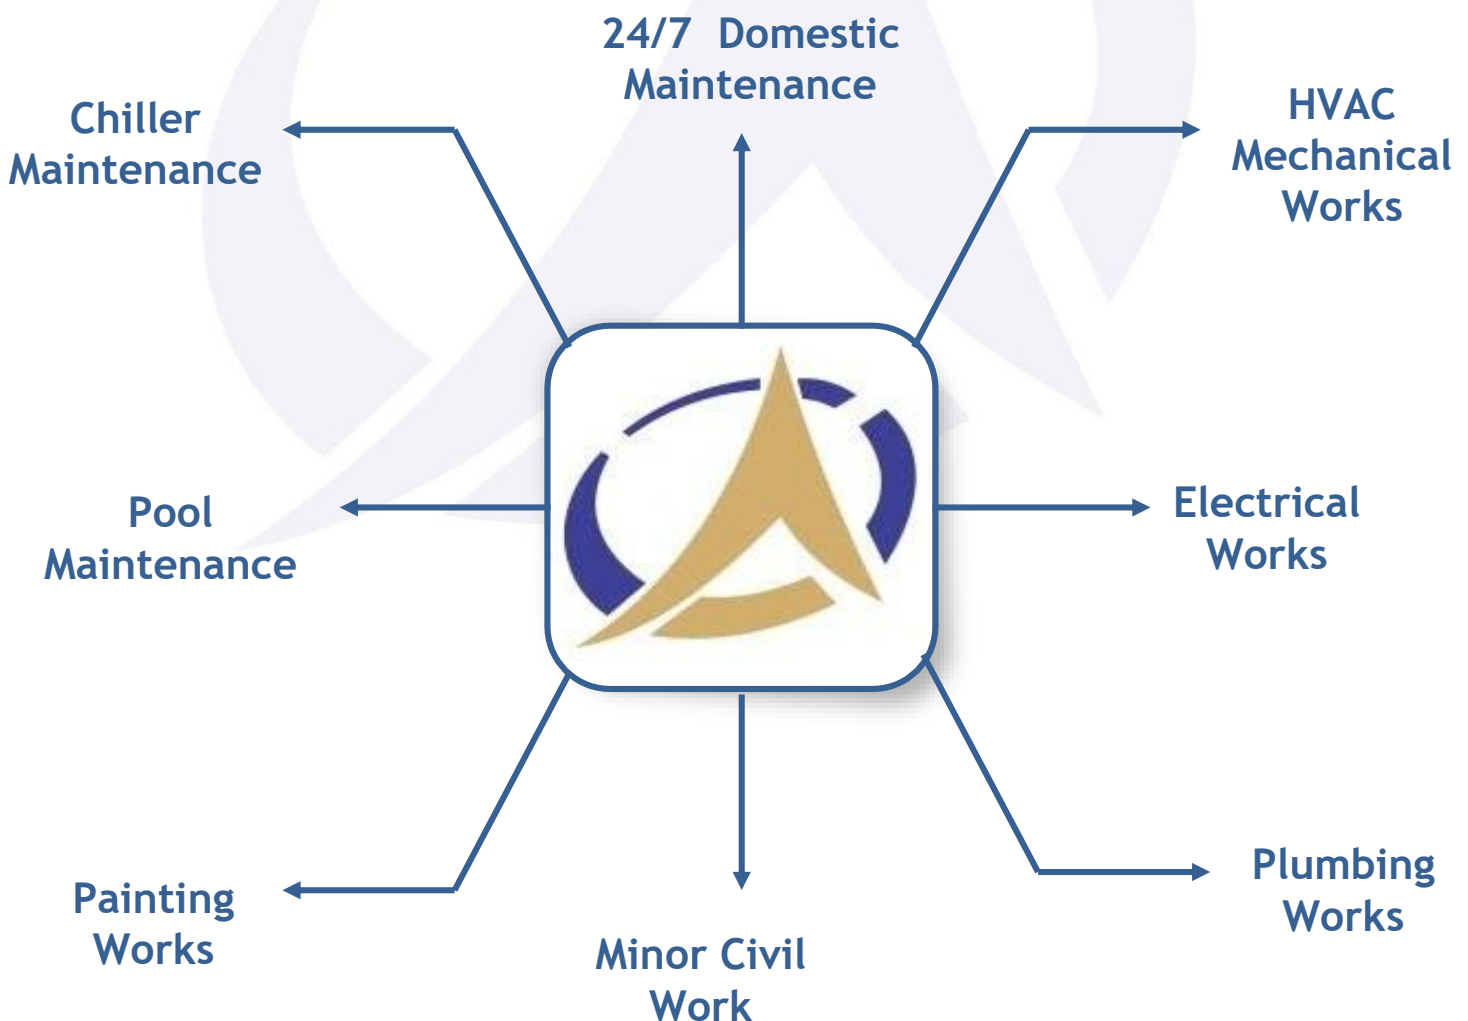 24/7 Domestic
Maintenance
Chiller
Maintenance
HVAC
Mechanical
Works
Pool
Maintenance
Electrical
Works
Painting
Works
Minor Civil
Work
Plumbing
Works